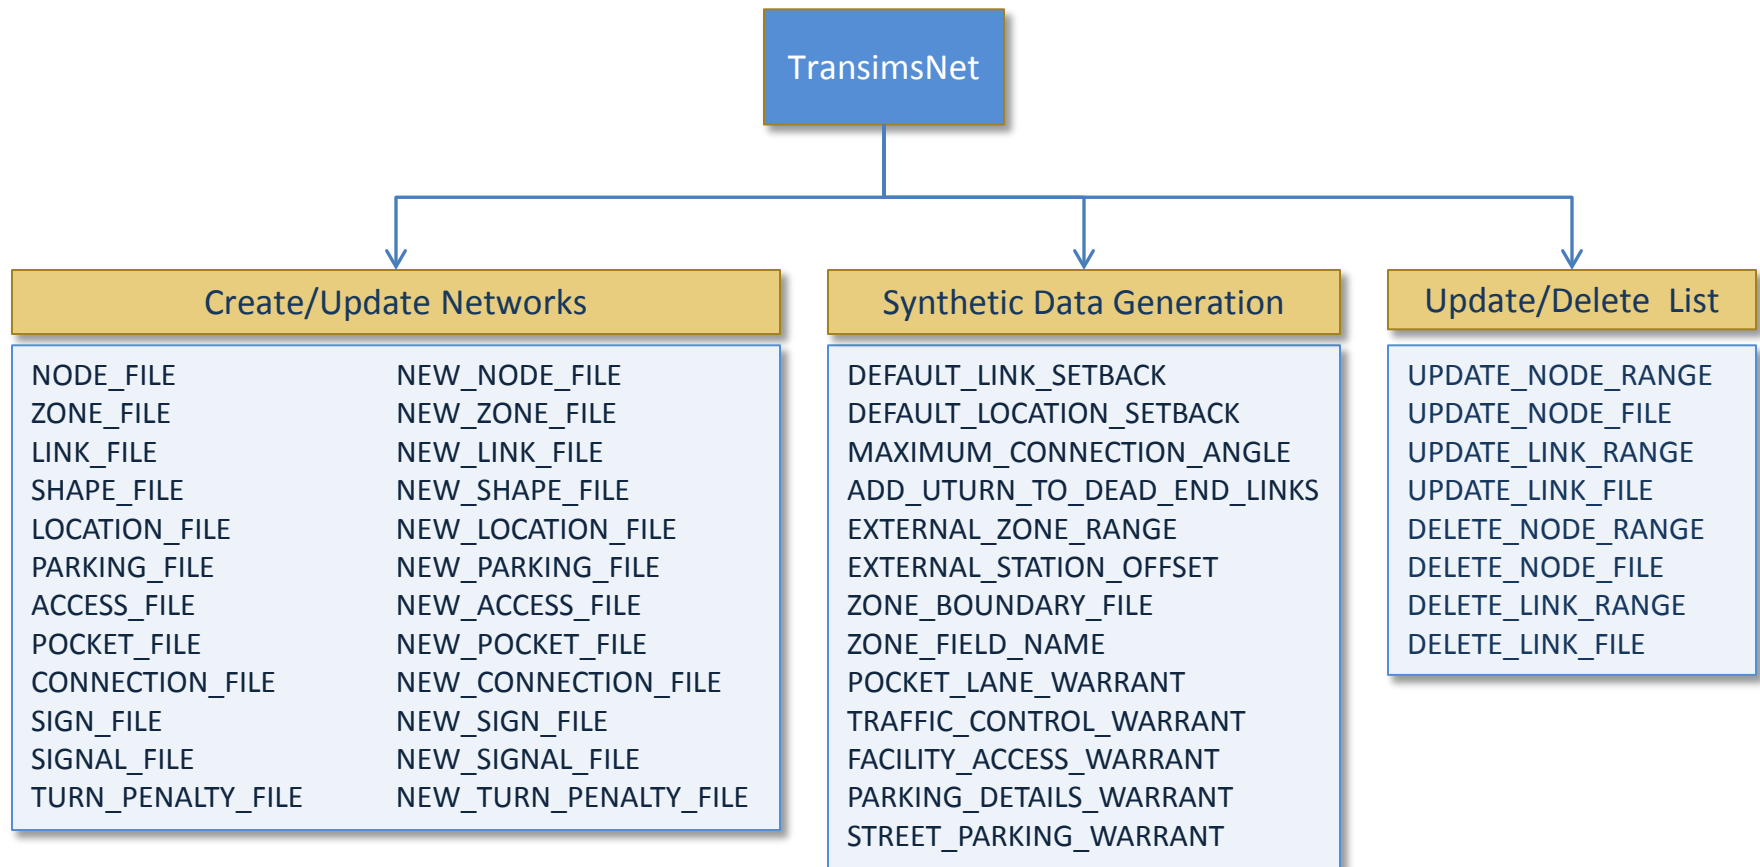 TransimsNet
Create/Update Networks
NODE_FILE NEW_NODE_FILE
ZONE_FILE NEW_ZONE_FILE
LINK_FILE NEW_LINK_FILE
SHAPE_FILE NEW_SHAPE_FILE
LOCATION_FILE NEW_LOCATION_FILE
PARKING_FILE NEW_PARKING_FILE
ACCESS_FILE NEW_ACCESS_FILE
POCKET_FILE NEW_POCKET_FILE
CONNECTION_FILE NEW_CONNECTION_FILE
SIGN_FILE NEW_SIGN_FILE
SIGNAL_FILE NEW_SIGNAL_FILE
TURN_PENALTY_FILE NEW_TURN_PENALTY_FILE
Synthetic Data Generation
DEFAULT_LINK_SETBACK
DEFAULT_LOCATION_SETBACK
MAXIMUM_CONNECTION_ANGLE
ADD_UTURN_TO_DEAD_END_LINKS
EXTERNAL_ZONE_RANGE
EXTERNAL_STATION_OFFSET
ZONE_BOUNDARY_FILE
ZONE_FIELD_NAME
POCKET_LANE_WARRANT
TRAFFIC_CONTROL_WARRANT
FACILITY_ACCESS_WARRANT
PARKING_DETAILS_WARRANT
STREET_PARKING_WARRANT
Update/Delete List
UPDATE_NODE_RANGE
UPDATE_NODE_FILE
UPDATE_LINK_RANGE
UPDATE_LINK_FILE
DELETE_NODE_RANGE
DELETE_NODE_FILE
DELETE_LINK_RANGE
DELETE_LINK_FILE